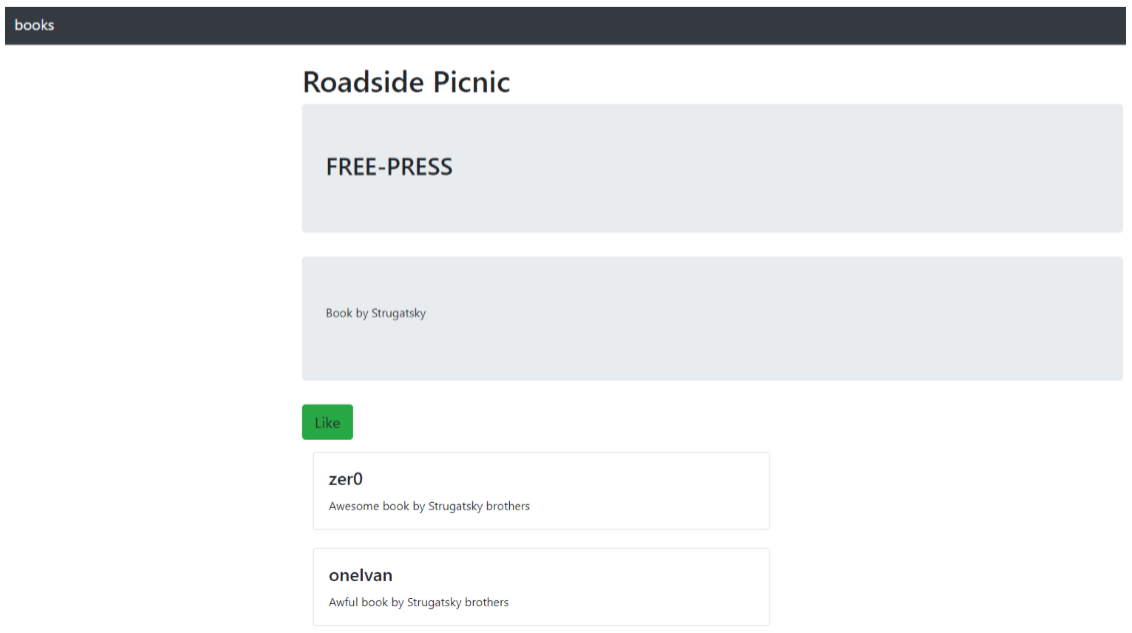 books
Roadside Picnic
FREE-PRESS
Book by Strugatsky
Like
zer0
Awesome book by Strugatsky brothers
oneIvan
Awful book by Strugatsky brothers